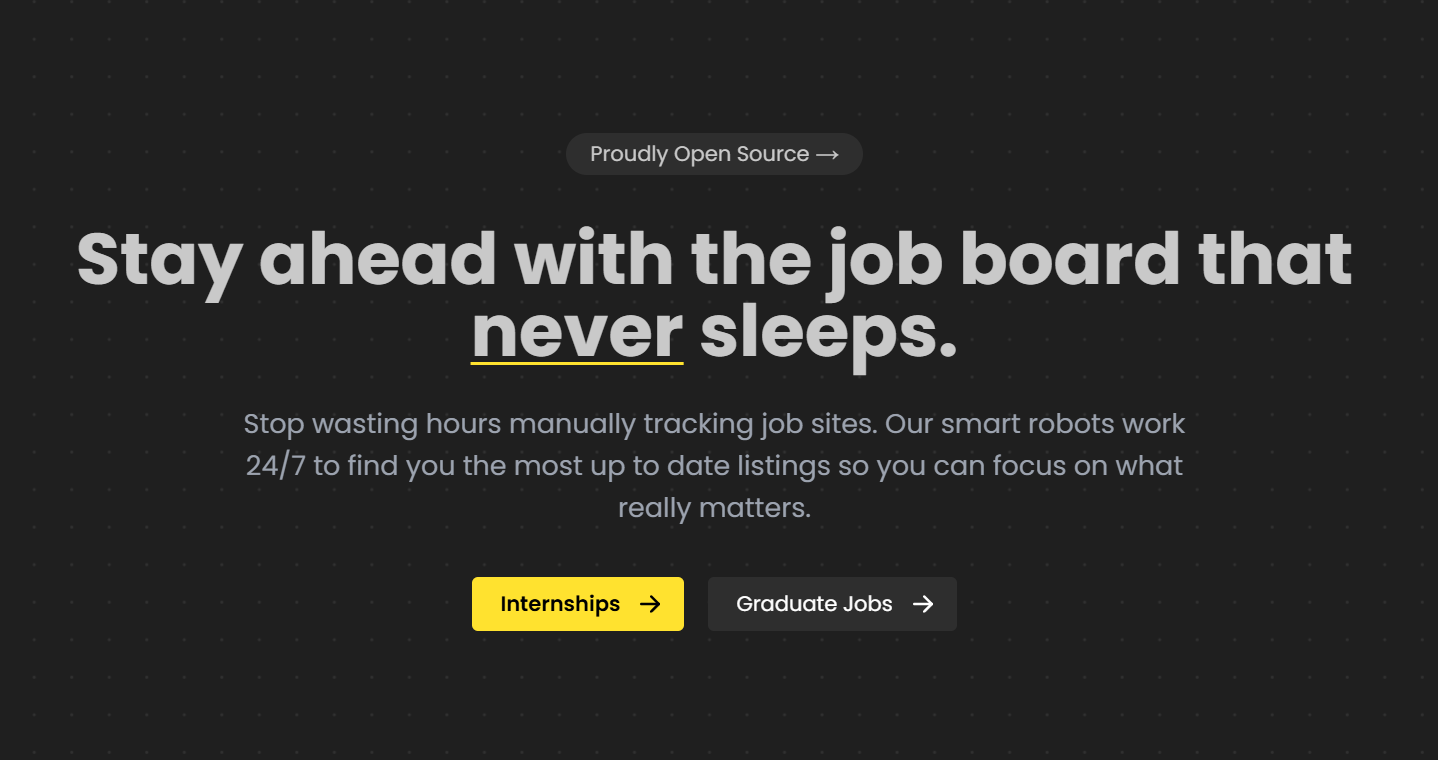 Proudly Open Source →
Stay ahead with the job board that
never sleeps.
Stop wasting hours manually tracking job sites. Our smart robots work
24/7 to find you the most up to date listings so you can focus on what
really matters.
Internships → Graduate Jobs →